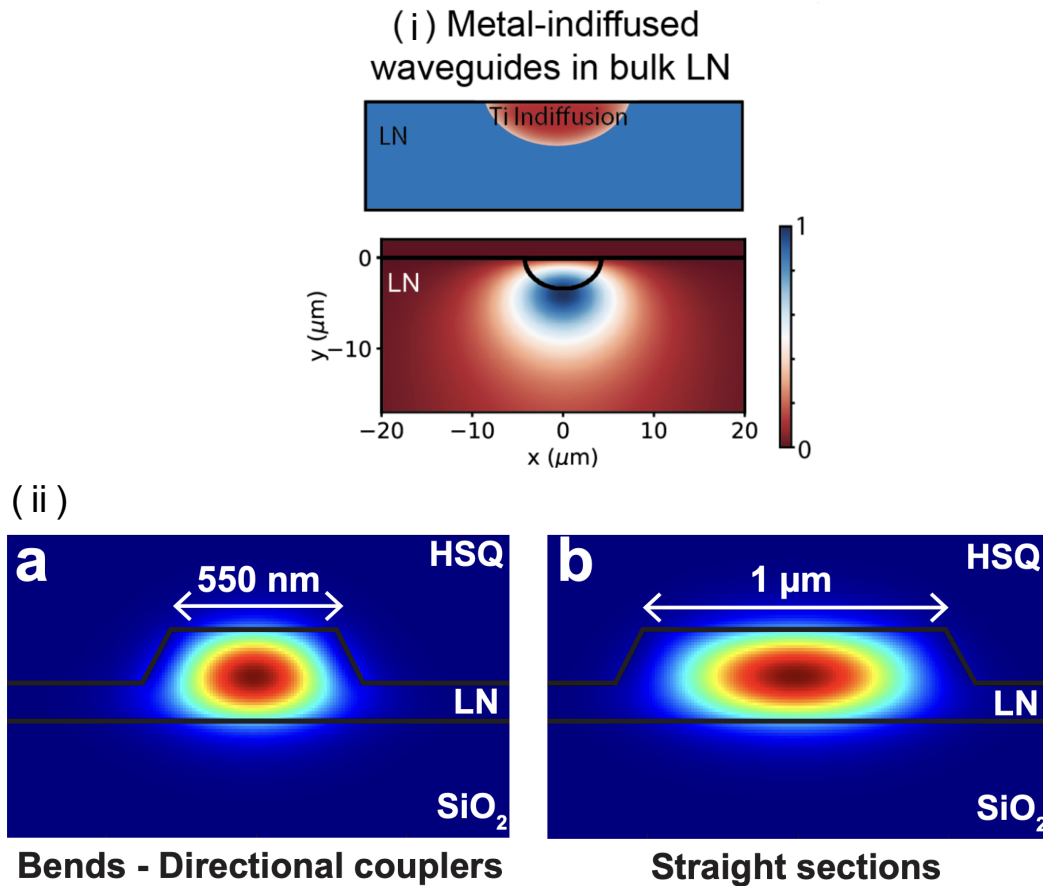 (i) Metal-indiffused
waveguides in bulk LN
Ti Indiffusion
LN
1
0
LN
y (μm)
−10
0
−20
−10
0
10
20
x (μm)
(ii)
a
HSQ
550 nm
LN
SiO₂
Bends - Directional couplers
b
HSQ
1 μm
LN
SiO₂
Straight sections